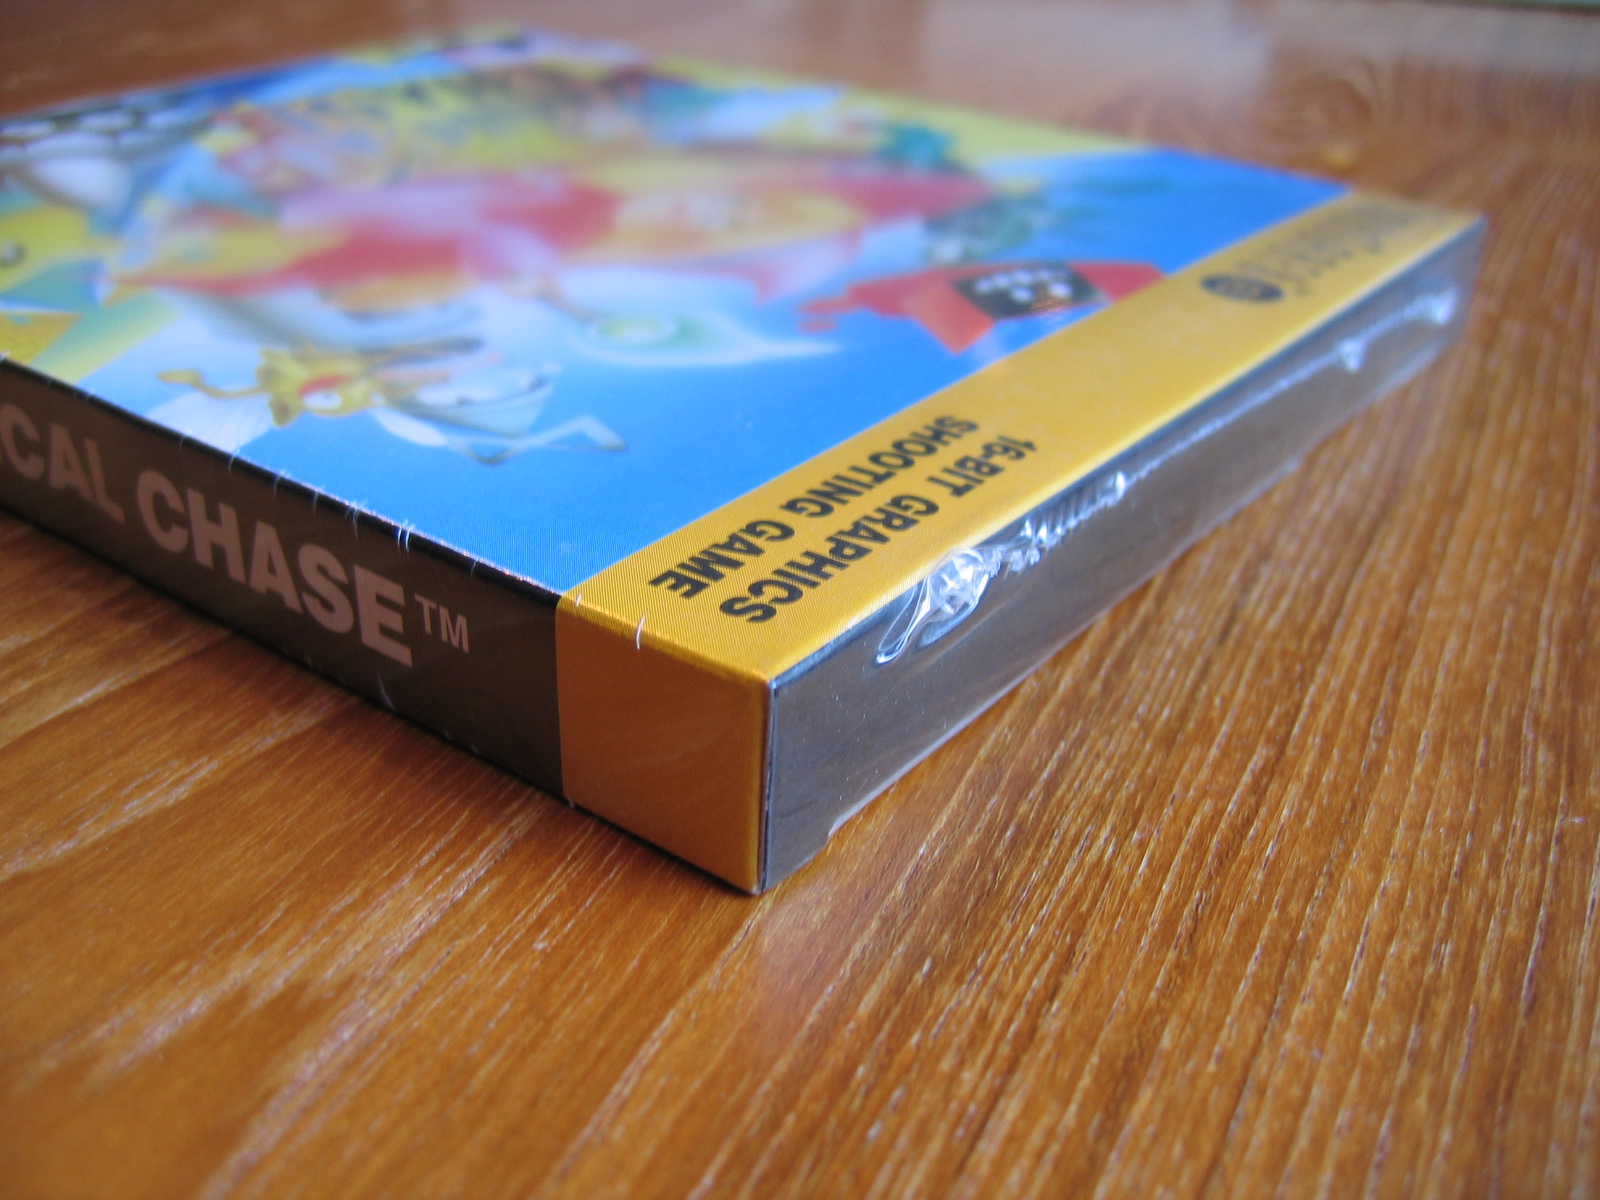 16-BIT GRAPHICS
SHOOTING GAME
CAL CHASE™